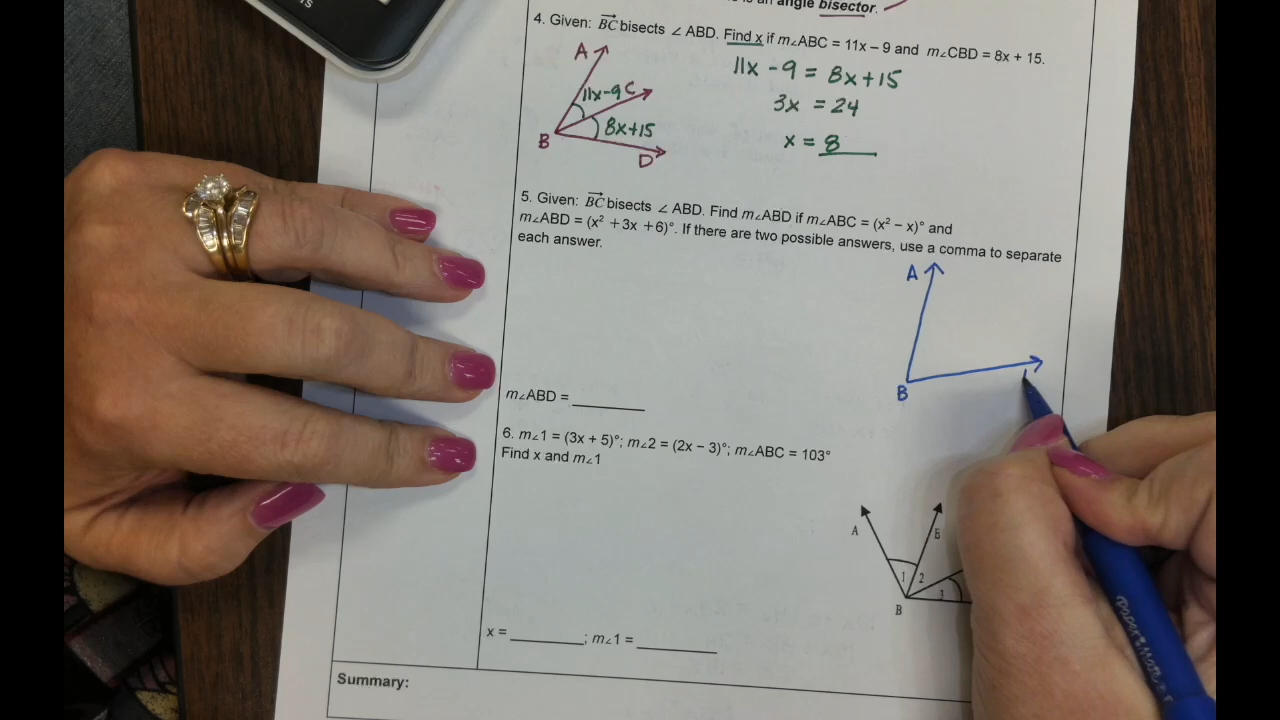 is an angle bisector.
4. Given: BC bisects ∠ ABD. Find x if m∠ABC = 11x – 9 and m∠CBD = 8x + 15.
A
11x-9 C
8x+15
B
D
11x - 9 = 8x+15
3x = 24
x = 8
5. Given: BC bisects ∠ ABD. Find m∠ABD if m∠ABC = (x² – x)° and
m∠ABD = (x² + 3x + 6)°. If there are two possible answers, use a comma to separate
each answer.
A
B
m∠ABD = ________
6. m∠1 = (3x + 5)°; m∠2 = (2x – 3)°; m∠ABC = 103°
Find x and m∠1
A
1
2
3
B
x = ________; m∠1 = ________
Summary: